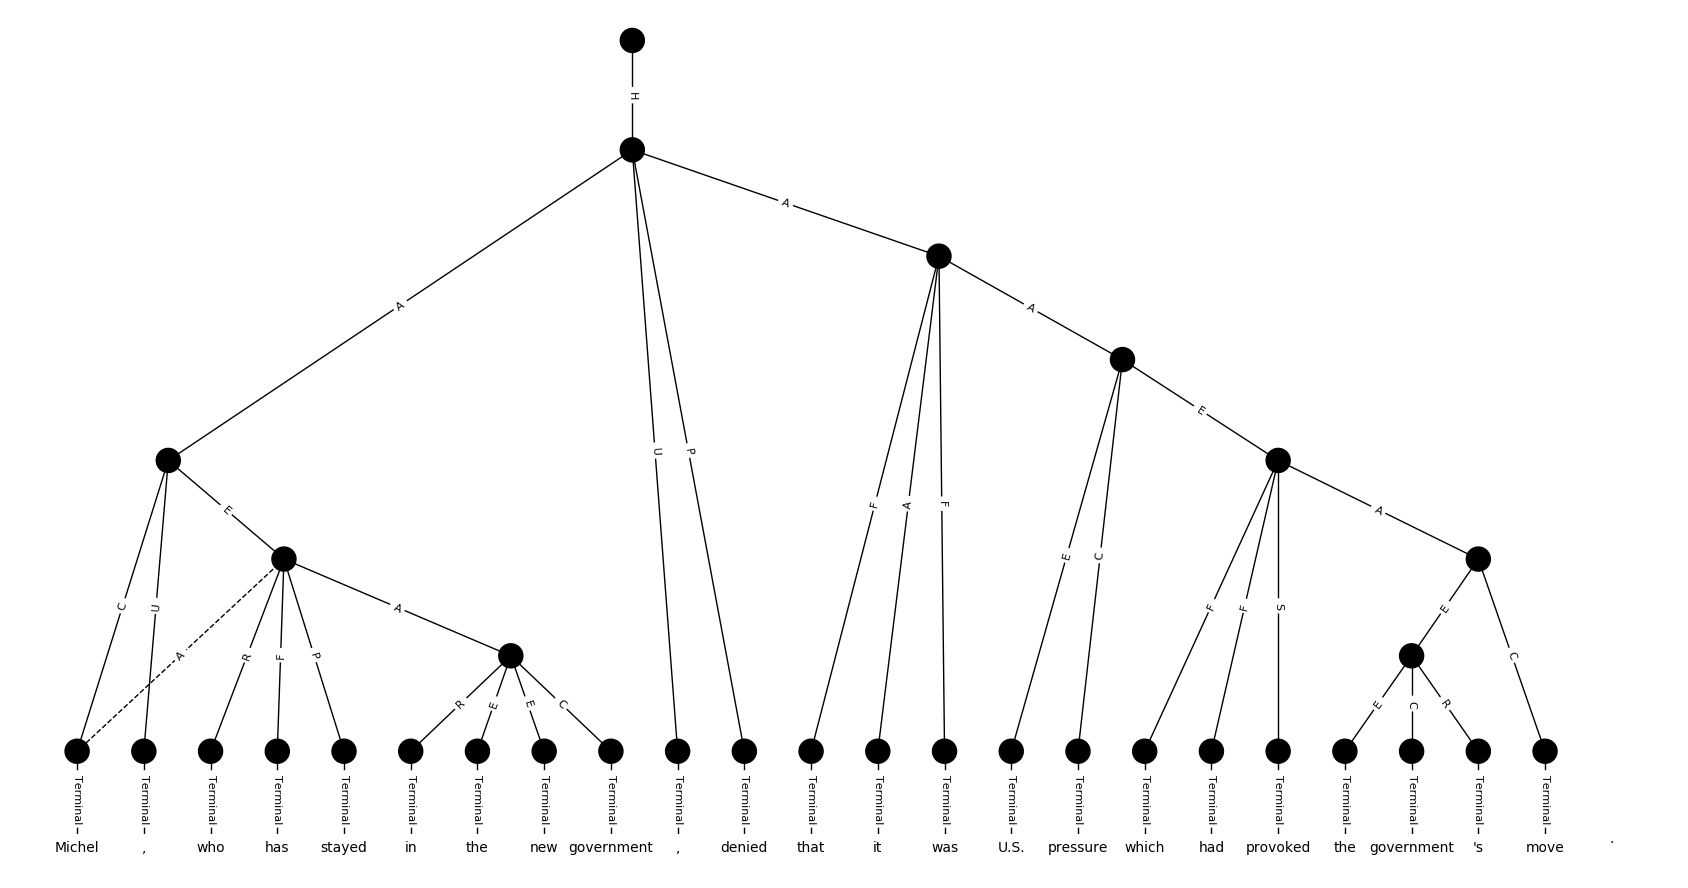 H
A
A
A
E
A
U
P
F
A
F
E
E
C
A
C
U
E
A
R
F
P
A
F
F
S
E
C
R
E
E
C
E
C
R
Terminal Terminal Terminal Terminal Terminal Terminal Terminal Terminal Terminal Terminal Terminal Terminal Terminal Terminal Terminal Terminal Terminal Terminal Terminal Terminal Terminal Terminal Terminal
Michel , who has stayed in the new government , denied that it was U.S. pressure which had provoked the government 's move .